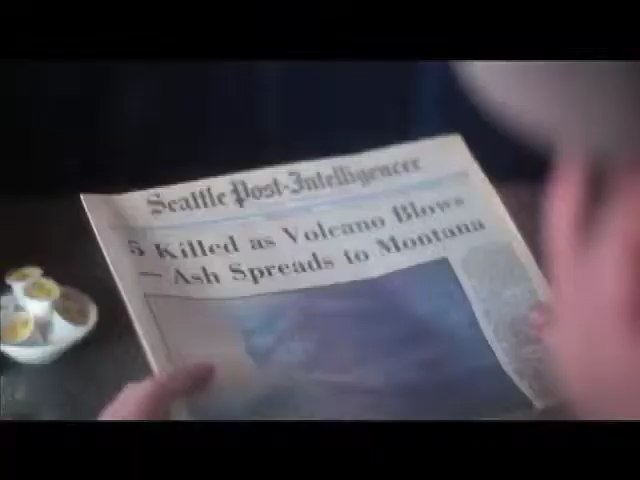 Seattle Post-Intelligencer
5 Killed as Volcano Blows
— Ash Spreads to Montana